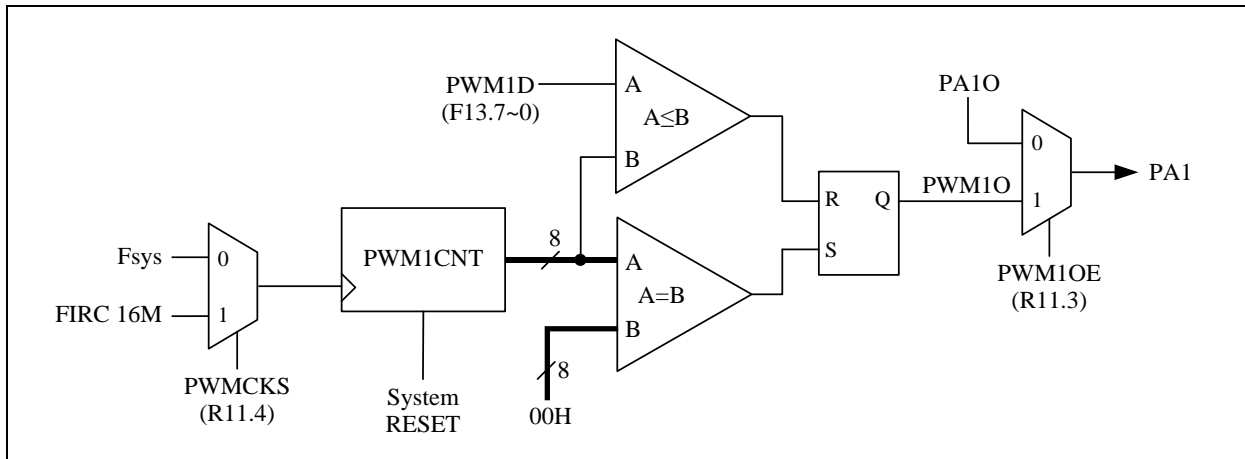 PWM1D
(F13.7~0)
A
A≤B
B
PA1O
0
1
PA1
PWM1O
R
Q
S
PWM1OE
(R11.3)
Fsys
0
FIRC 16M
1
PWMCKS
(R11.4)
PWM1CNT
System
RESET
8
A
A=B
B
8
00H